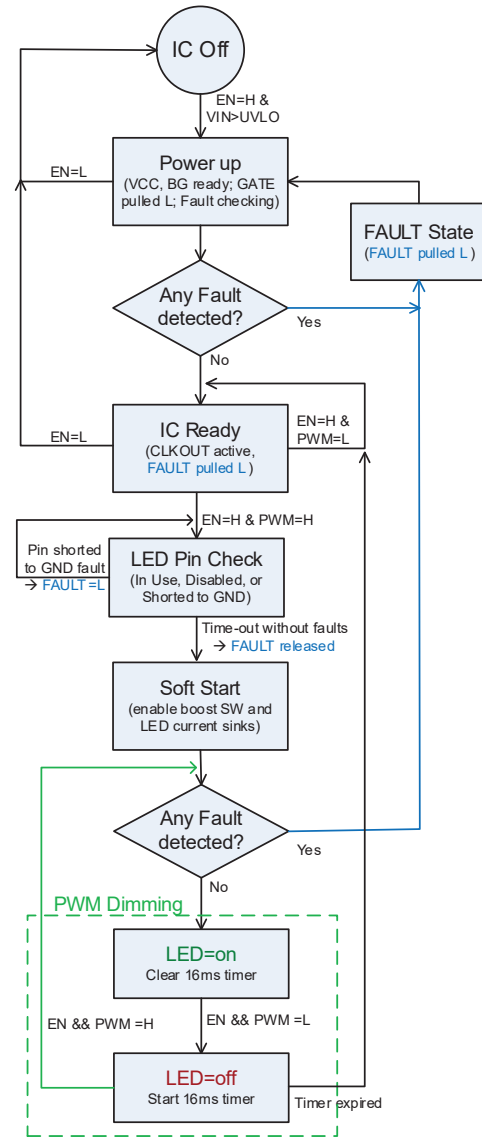 IC Off
EN=H &
VIN>UVLO
Power up
(VCC, BG ready; GATE
pulled L; Fault checking)
EN=L
FAULT State
(FAULT pulled L )
Any Fault
detected?
Yes
No
IC Ready
(CLKOUT active,
FAULT pulled L )
EN=L
EN=H &
PWM=L
EN=H & PWM=H
Pin shorted
to GND fault
→ FAULT =L
LED Pin Check
(In Use, Disabled, or
Shorted to GND)
Time-out without faults
→ FAULT released
Soft Start
(enable boost SW and
LED current sinks)
Any Fault
detected?
Yes
No
PWM Dimming
LED=on
Clear 16ms timer
EN && PWM =H
EN && PWM =L
LED=off
Start 16ms timer
Timer expired